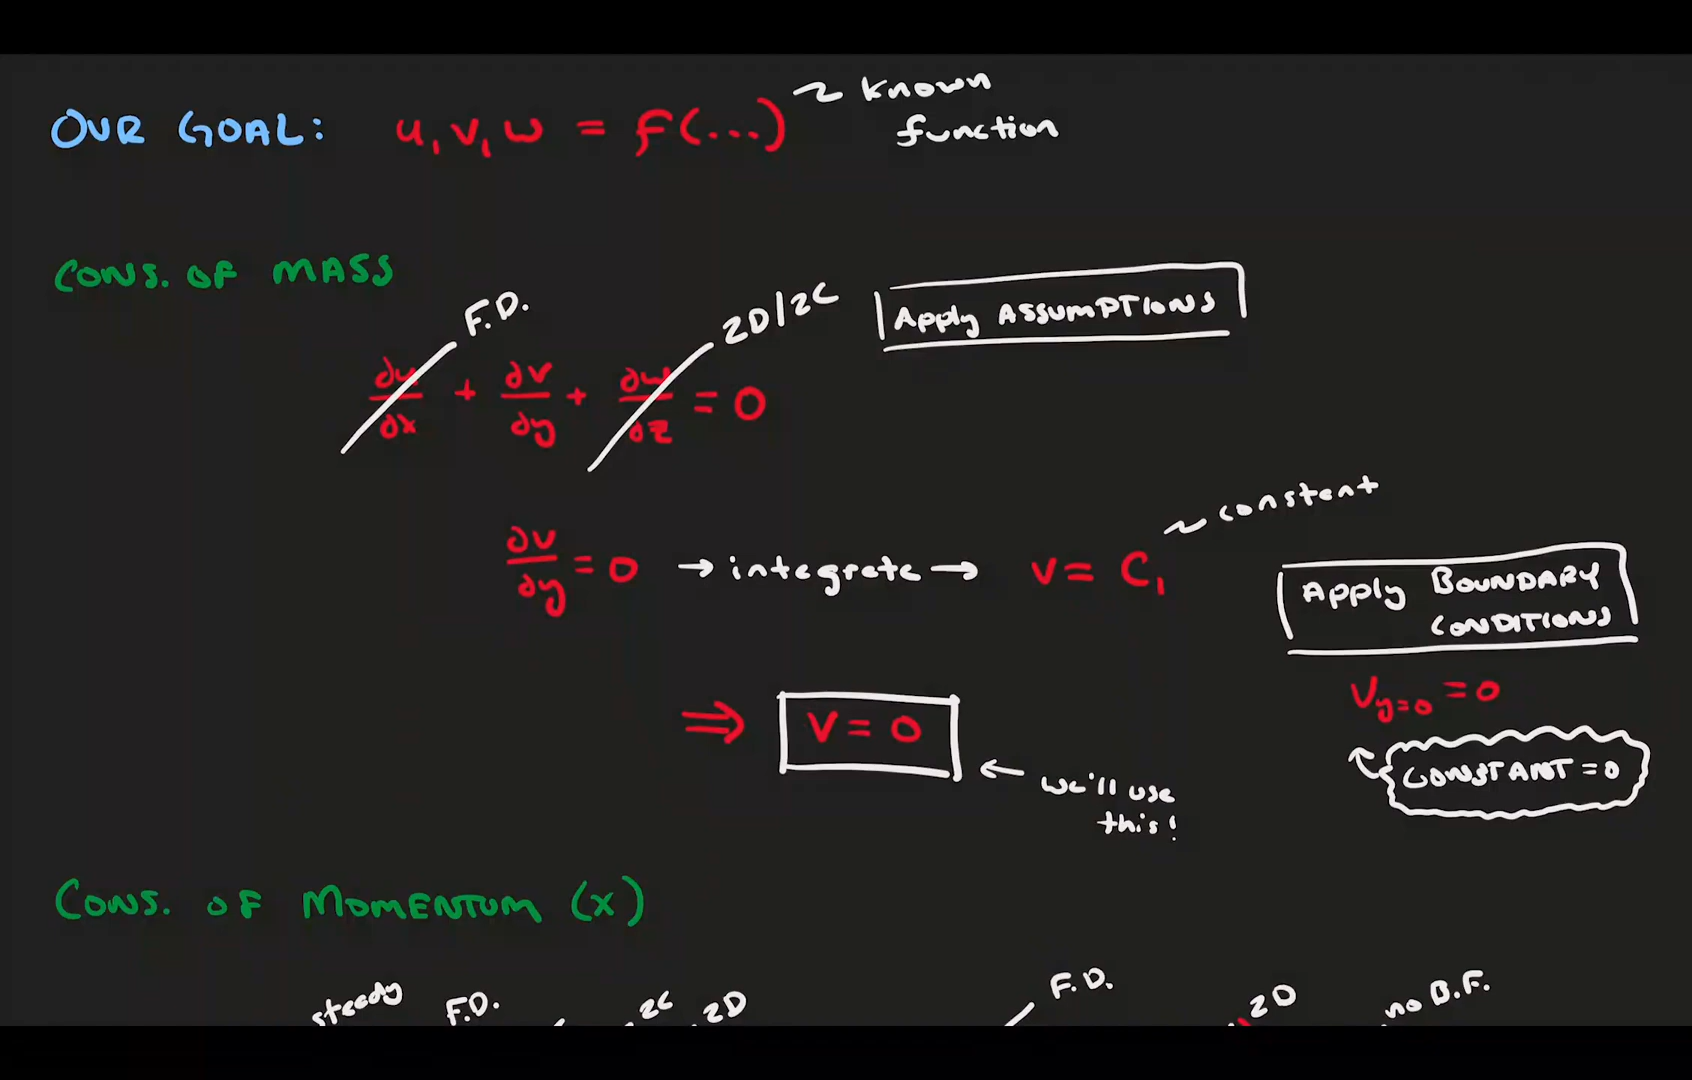 OUR GOAL: u, v, w = f(...) ~ known
function
CONS. OF MASS
F.D. 2D/2C Apply ASSUMPTIONS
∂u/∂x + ∂v/∂y + ∂w/∂z = 0
∂v/∂y = 0 → integrate → v = C₁ ~ constant
Apply BOUNDARY
CONDITIONS
V_{y=0} = 0
⇒ V = 0
CONSTANT = 0
← we'll use
this!
CONS. OF MOMENTUM (x)
steady F.D. 2C 2D F.D. 2D no B.F.